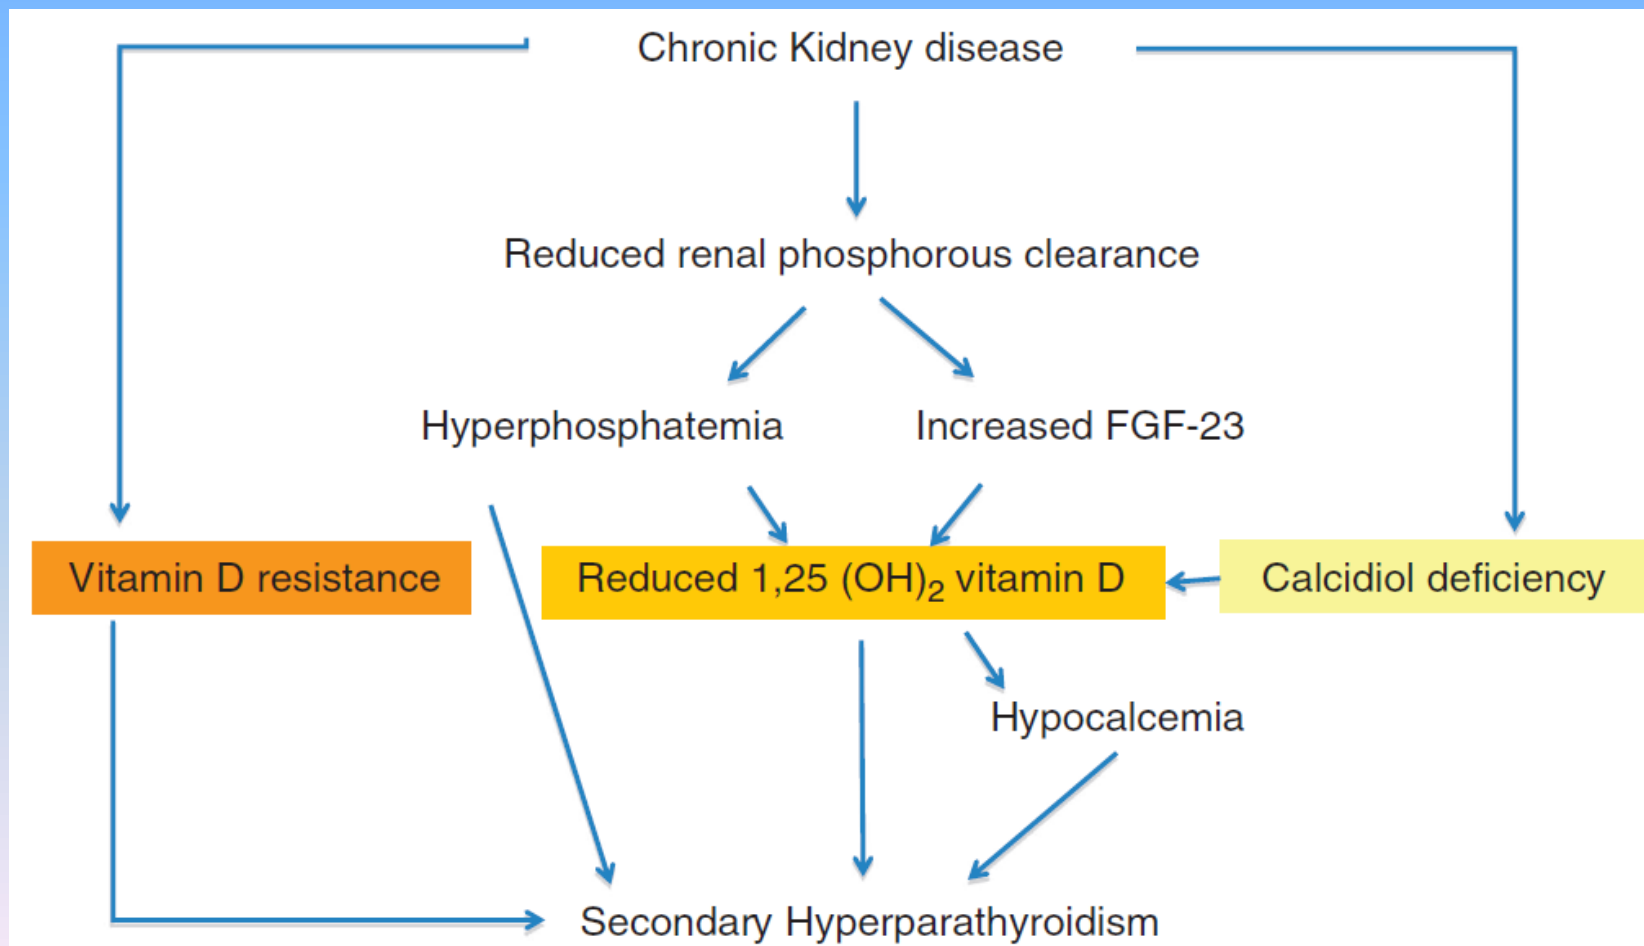 Chronic Kidney disease
Reduced renal phosphorous clearance
Hyperphosphatemia
Increased FGF-23
Vitamin D resistance
Reduced 1,25 (OH)₂ vitamin D
Calcidiol deficiency
Hypocalcemia
Secondary Hyperparathyroidism